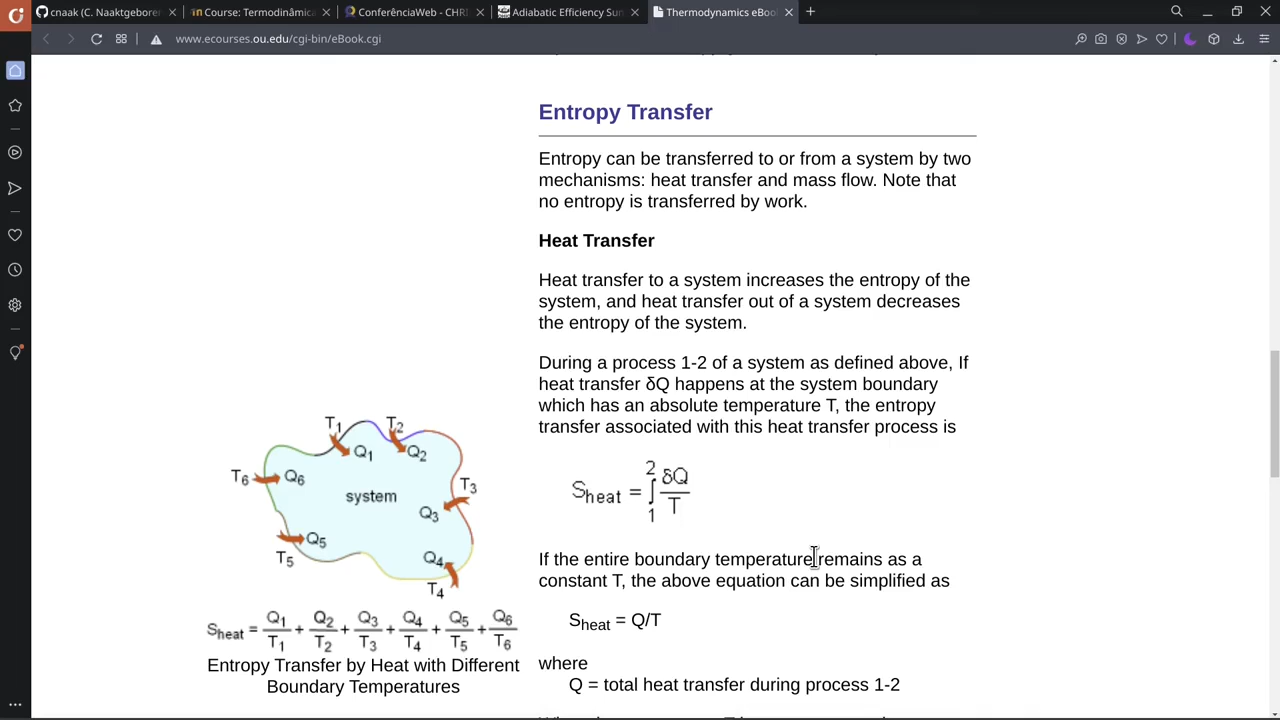 cnak (C. Naaktgeborer
Course: Termodinâmica
ConferênciaWeb - CHRI
Adiabatic Efficiency Sum
Thermodynamics eBook
www.ecourses.ou.edu/cgi-bin/eBook.cgi
Entropy Transfer
Entropy can be transferred to or from a system by two
mechanisms: heat transfer and mass flow. Note that
no entropy is transferred by work.
Heat Transfer
Heat transfer to a system increases the entropy of the
system, and heat transfer out of a system decreases
the entropy of the system.
During a process 1-2 of a system as defined above, If
heat transfer δQ happens at the system boundary
which has an absolute temperature T, the entropy
transfer associated with this heat transfer process is
S_heat = ∫₁² δQ/T
If the entire boundary temperature remains as a
constant T, the above equation can be simplified as
S_heat = Q/T
where
Q = total heat transfer during process 1-2
T₁ T₂
Q₁ Q₂
T₆ Q₆
system
T₃
Q₃
Q₅
T₅
Q₄
T₄
S_heat = Q₁/T₁ + Q₂/T₂ + Q₃/T₃ + Q₄/T₄ + Q₅/T₅ + Q₆/T₆
Entropy Transfer by Heat with Different
Boundary Temperatures